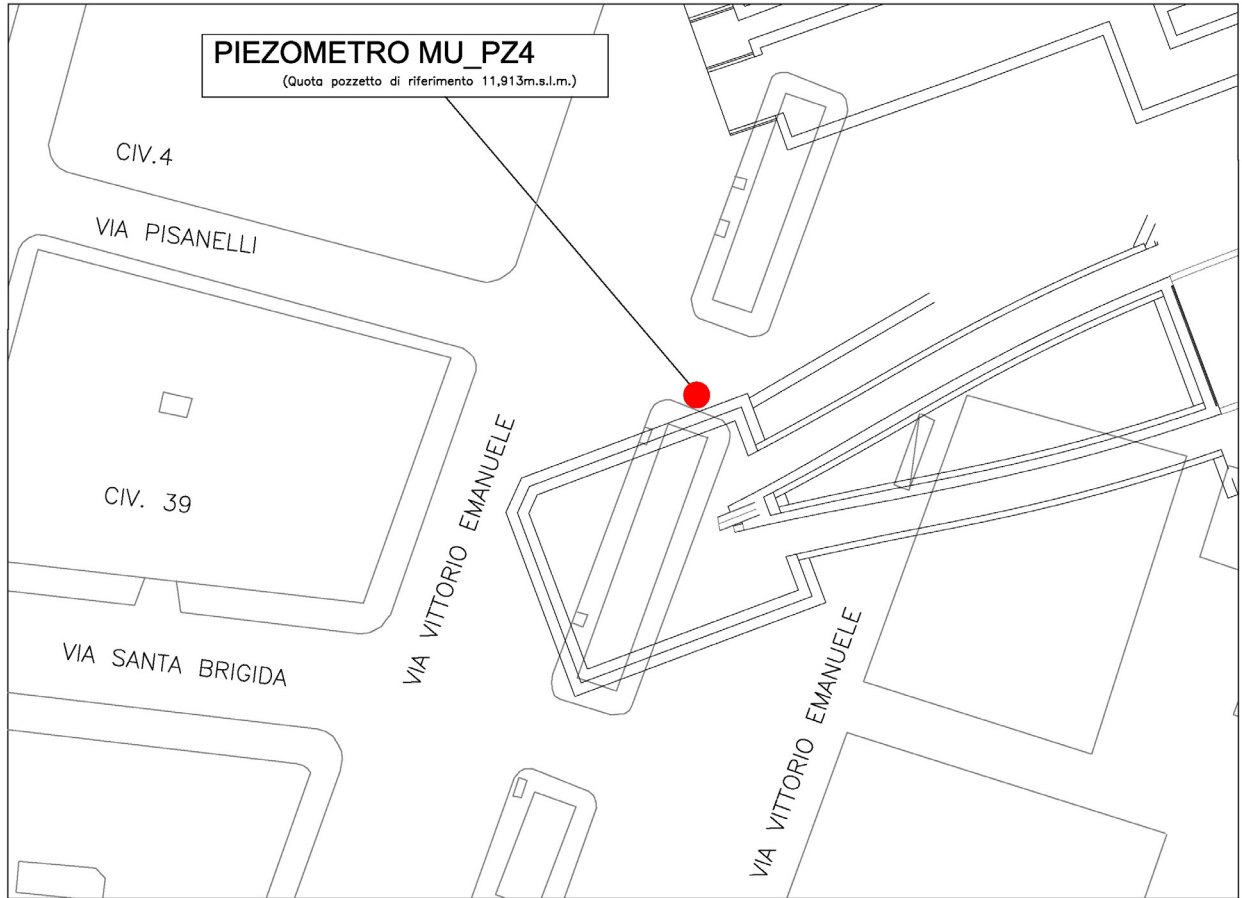 PIEZOMETRO MU_PZ4
(Quota pozzetto di riferimento 11,913m.s.l.m.)
CIV.4
VIA PISANELLI
CIV. 39
VIA VITTORIO EMANUELE
VIA SANTA BRIGIDA
VIA VITTORIO EMANUELE